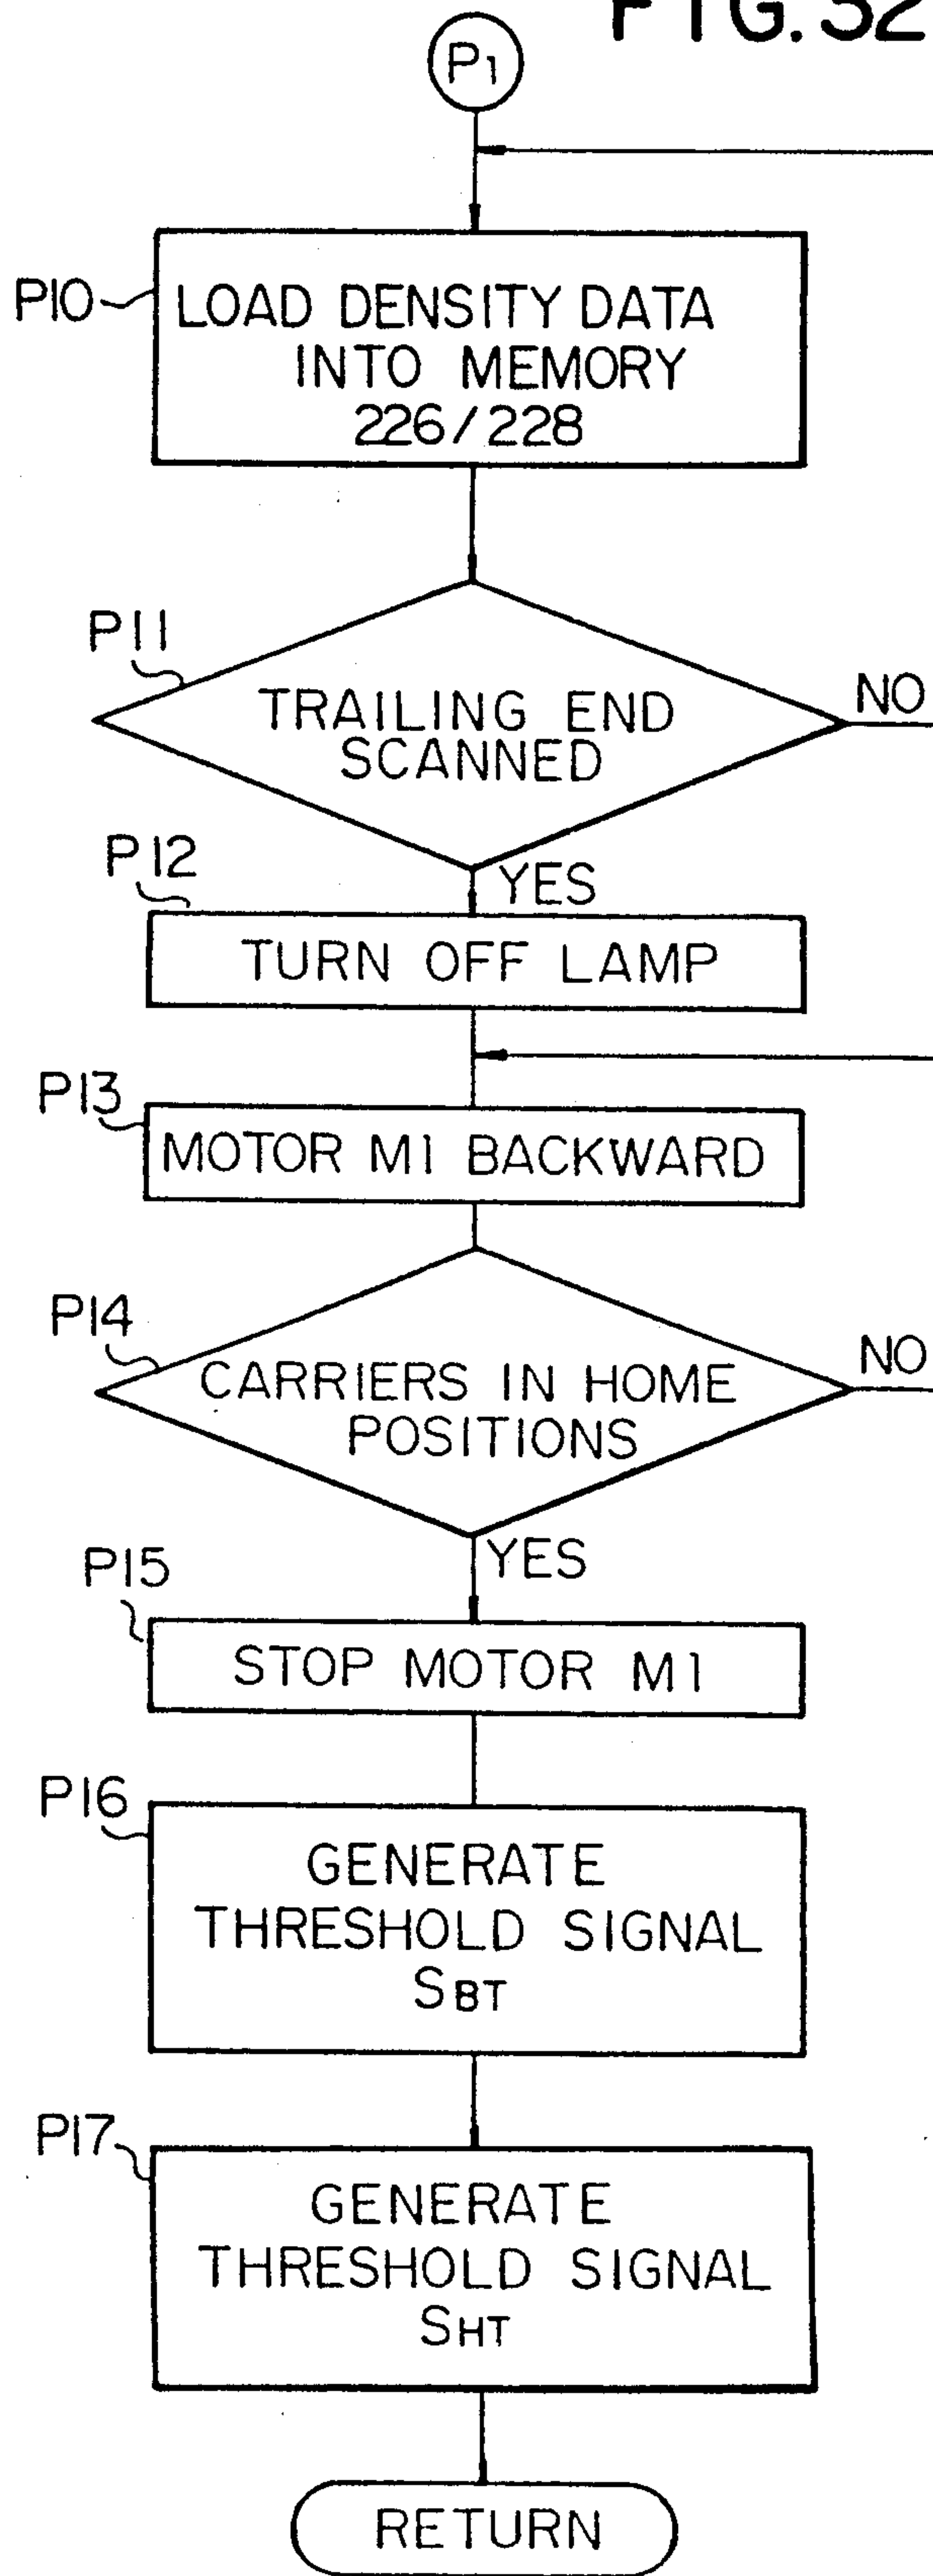 FIG. 32
P1
P10
LOAD DENSITY DATA
INTO MEMORY
226/228
P11
TRAILING END
SCANNED
NO
YES
P12
TURN OFF LAMP
P13
MOTOR M1 BACKWARD
P14
CARRIERS IN HOME
POSITIONS
NO
YES
P15
STOP MOTOR M1
P16
GENERATE
THRESHOLD SIGNAL
SBT
P17
GENERATE
THRESHOLD SIGNAL
SHT
RETURN